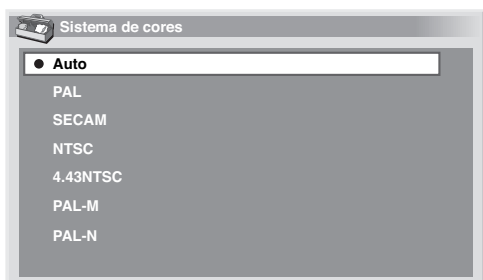 Sistema de cores
Auto
PAL
SECAM
NTSC
4.43NTSC
PAL-M
PAL-N